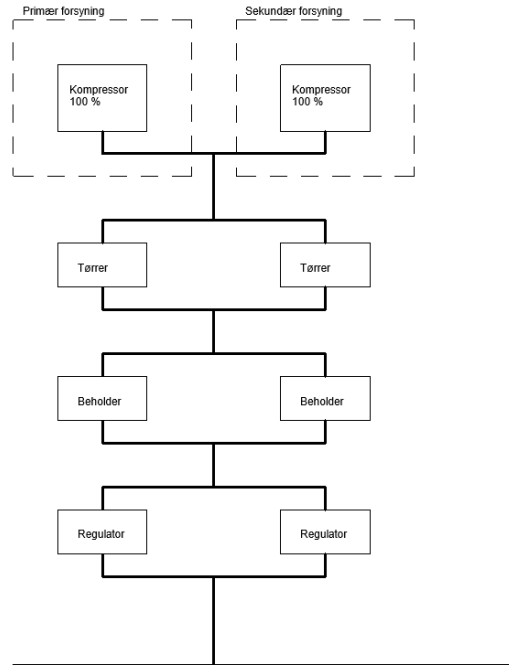 Primær forsyning
Sekundær forsyning
Kompressor
100 %
Kompressor
100 %
Tørrer
Tørrer
Beholder
Beholder
Regulator
Regulator